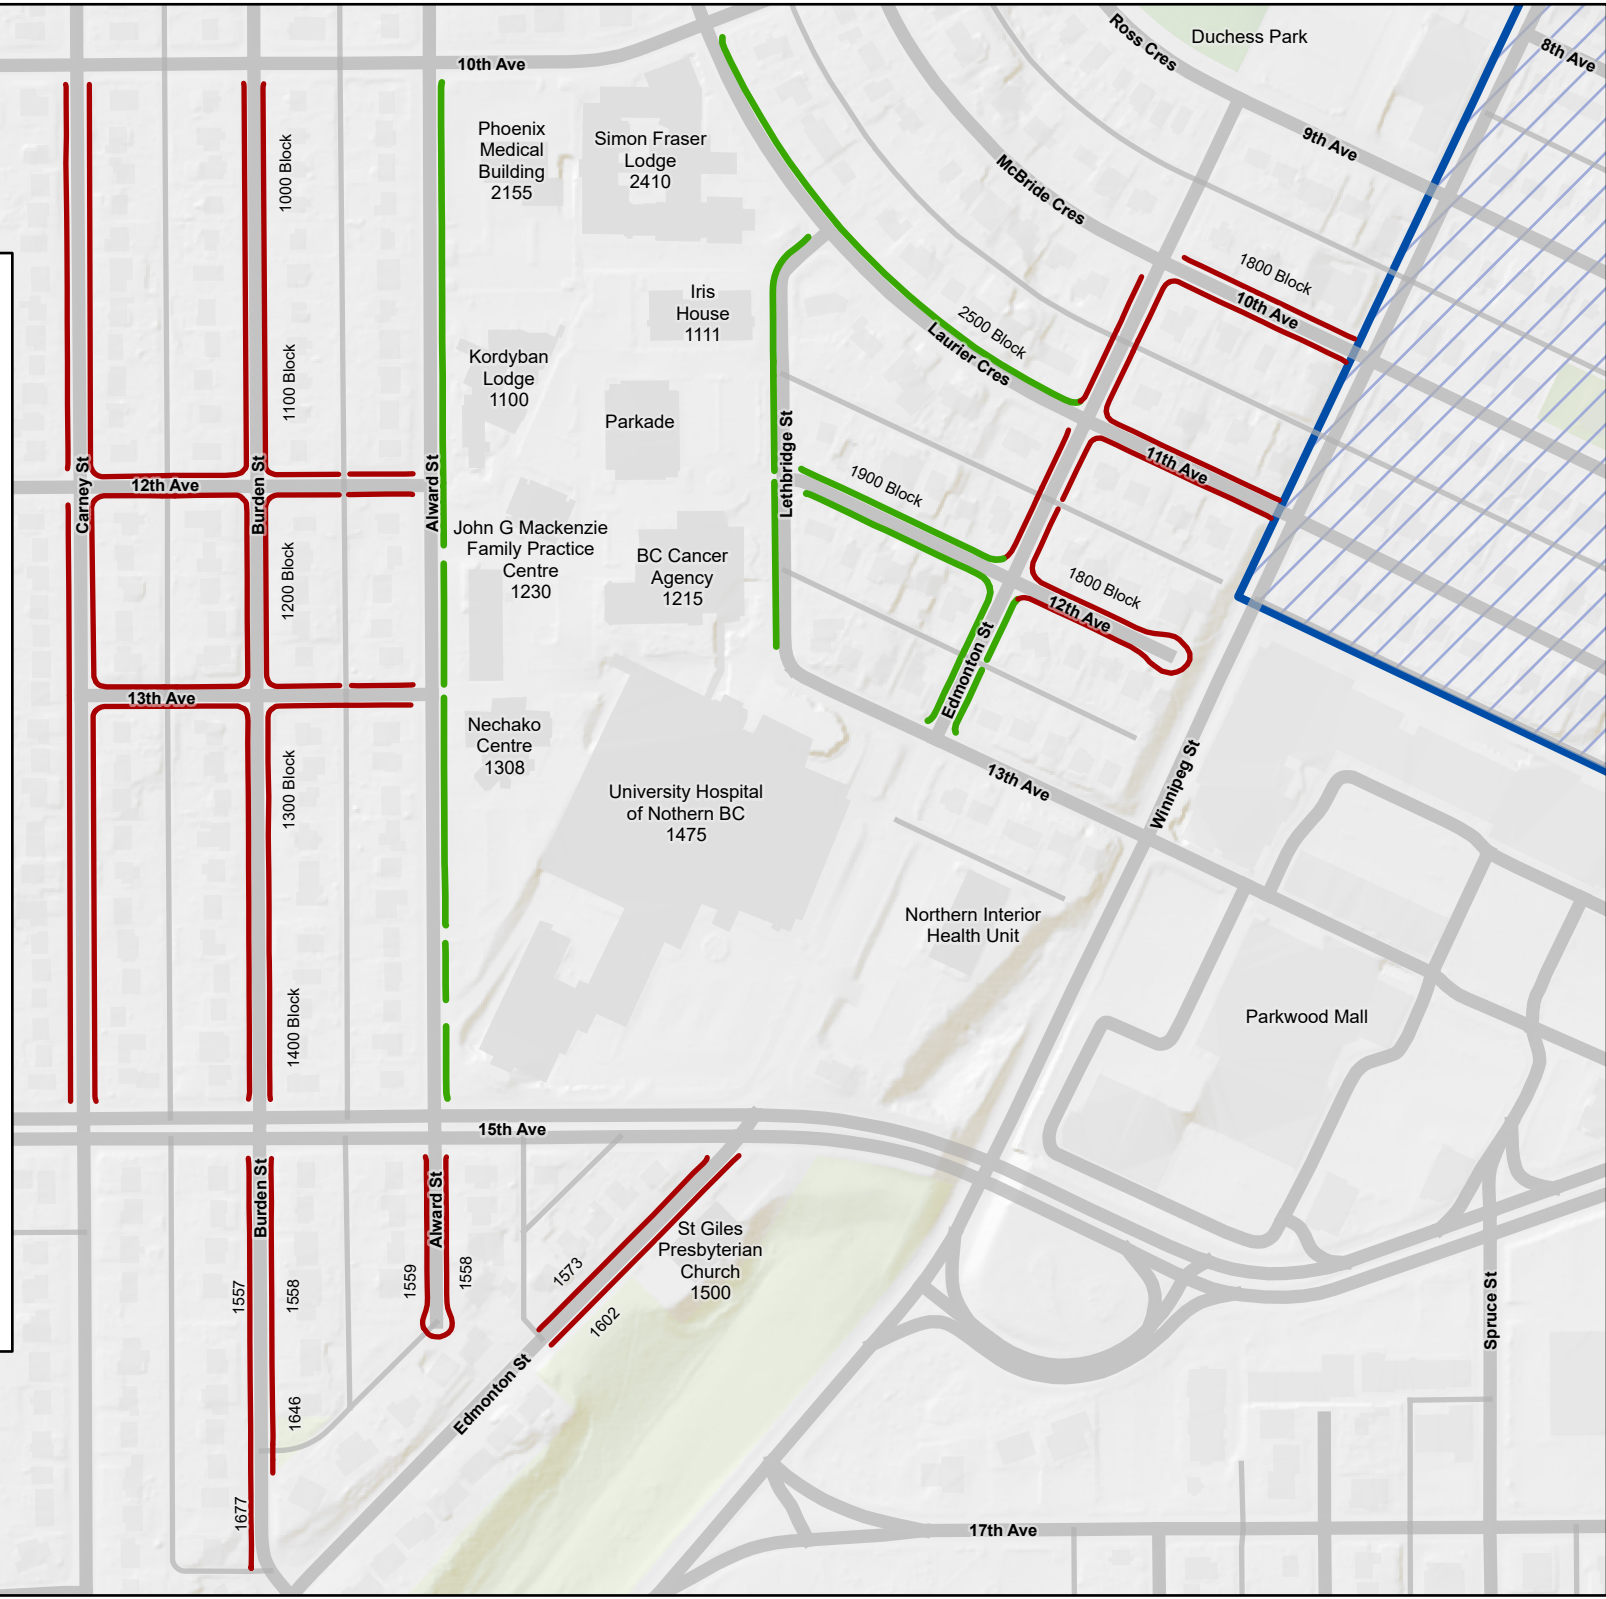 Ross Cres
Duchess Park
8th Ave
10th Ave
9th Ave
Phoenix
Medical
Building
2155
Simon Fraser
Lodge
2410
1000 Block
McBride Cres
1800 Block
10th Ave
Iris
House
1111
2500 Block
Laurier Cres
Kordyban
Lodge
1100
1100 Block
Parkade
Lethbridge St
11th Ave
Carney St
12th Ave
Burden St
Alward St
1900 Block
John G Mackenzie
Family Practice
Centre
1230
BC Cancer
Agency
1215
1200 Block
1800 Block
12th Ave
Edmonton St
13th Ave
Nechako
Centre
1308
1300 Block
University Hospital
of Nothern BC
1475
13th Ave
Winnipeg St
Northern Interior
Health Unit
1400 Block
Parkwood Mall
15th Ave
Burden St
Alward St
St Giles
Presbyterian
Church
1500
1557
1558
1559
1558
1573
1602
Spruce St
1646
Edmonton St
1677
17th Ave